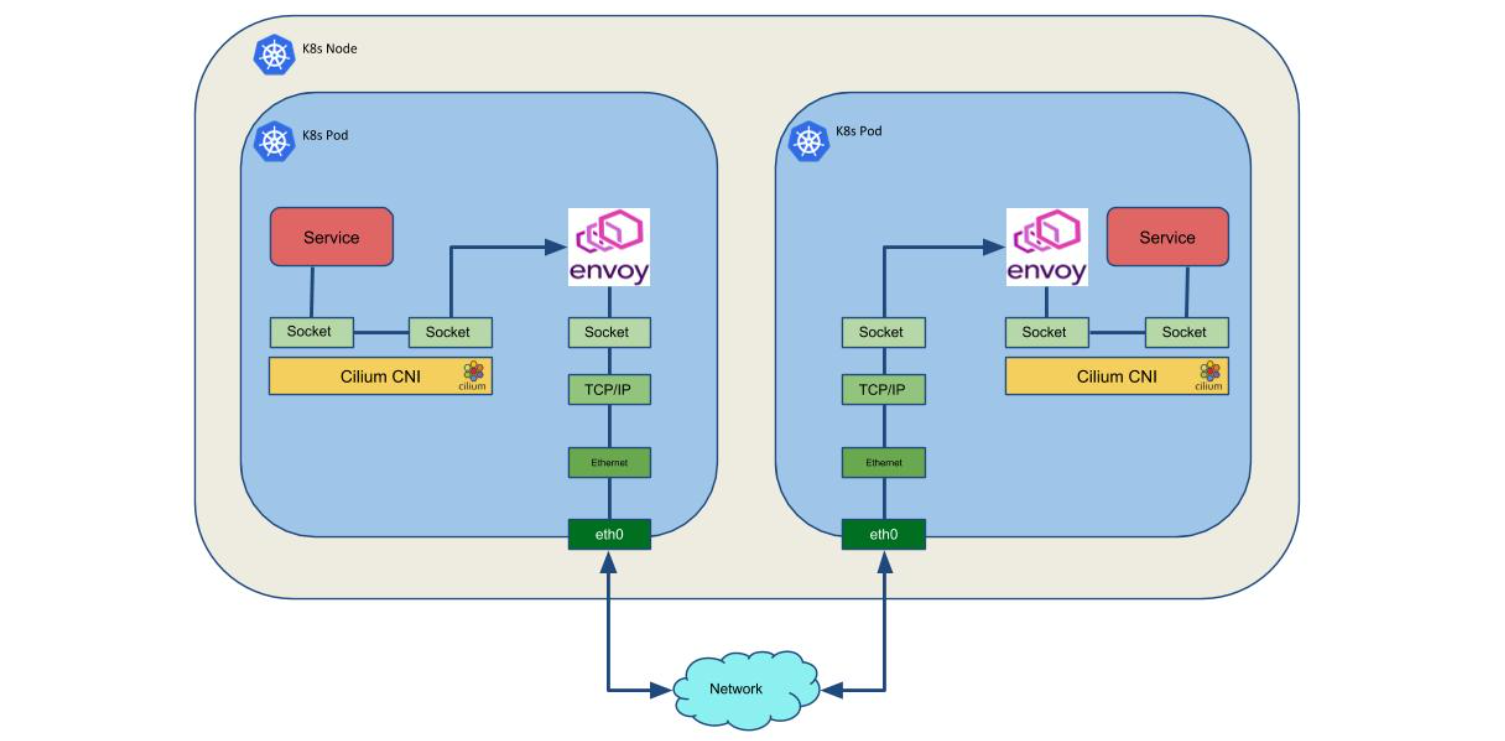 K8s Node
K8s Pod
Service
envoy
Socket
Socket
Socket
Cilium CNI
cilium
TCP/IP
Ethernet
eth0
K8s Pod
envoy
Service
Socket
Socket
Socket
TCP/IP
Cilium CNI
cilium
Ethernet
eth0
Network